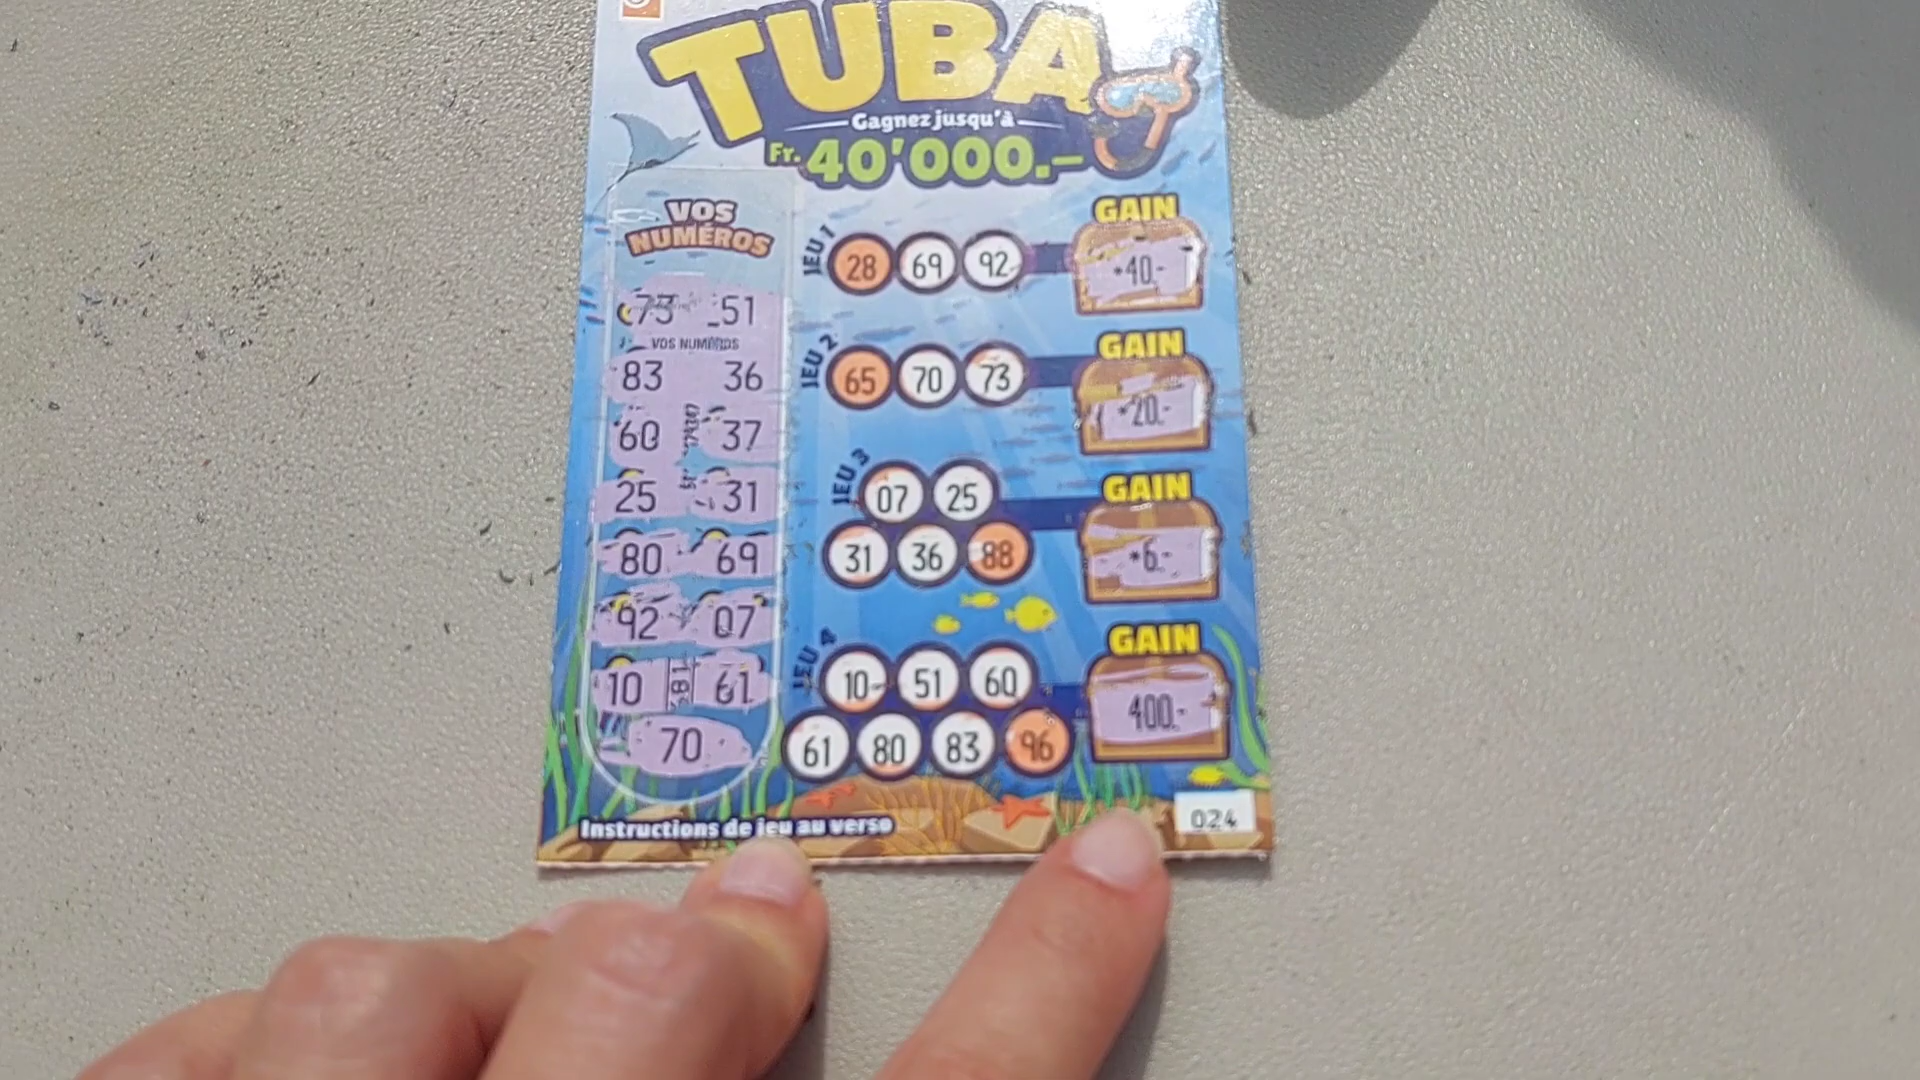 TUBA
Gagnez jusqu'à
Fr. 40'000.–
VOS
NUMÉROS
73 51
VOS NUMÉROS
83 36
60 37
25 31
80 69
92 07
10 61
70
JEU 1
28 69 92
GAIN
*40.-
JEU 2
65 70 73
GAIN
*20.-
JEU 3
07 25
31 36 88
GAIN
*6.-
JEU 4
10 51 60
61 80 83 96
GAIN
400.-
Instructions de jeu au verso
024